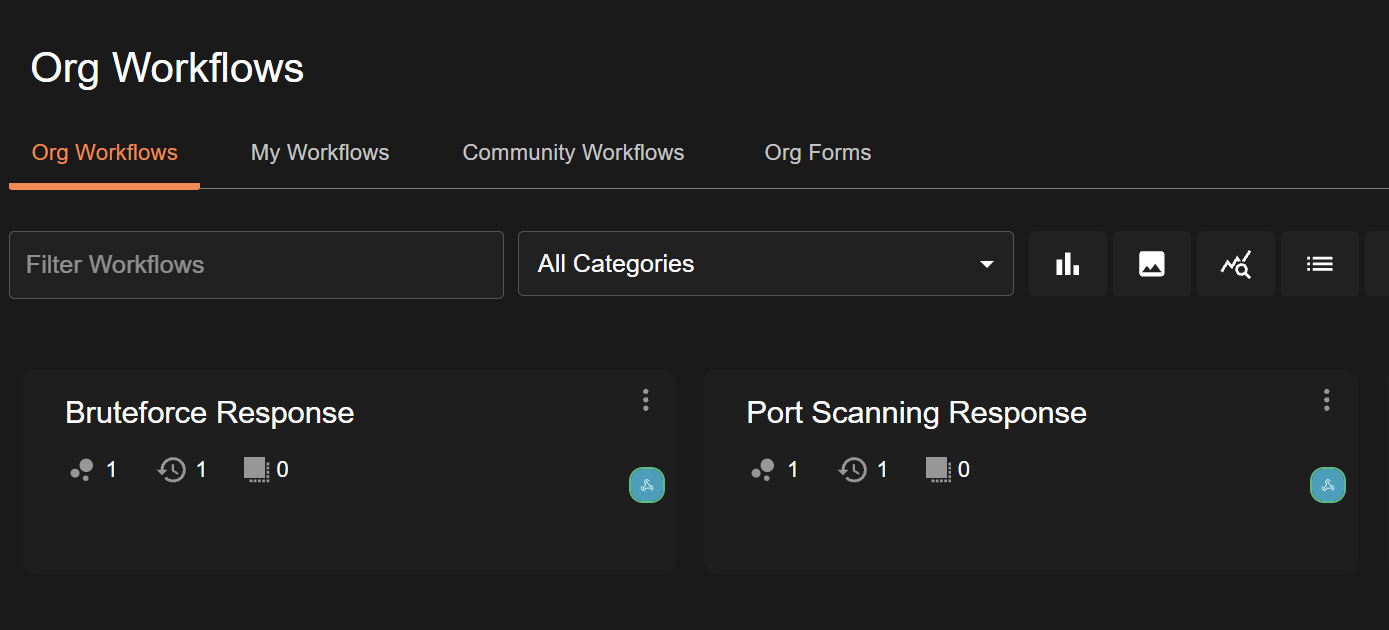 Org Workflows
Org Workflows My Workflows Community Workflows Org Forms
Filter Workflows All Categories
Bruteforce Response
1 1 0
Port Scanning Response
1 1 0